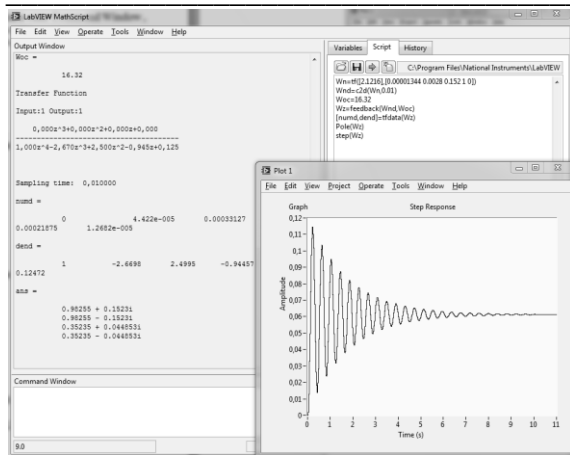 LabVIEW MathScript
File Edit View Operate Tools Window Help
Output Window
Woc =
16.32
Transfer Function
Input:1 Output:1
0,000z^3+0,000z^2+0,000z+0,000
1,000z^4-2,670z^3+2,500z^2-0,945z+0,125
Sampling time: 0,010000
numd =
0 4.422e-005 0.00033127
0.00021875 1.2682e-005
dend =
1 -2.6698 2.4995 -0.94457
0.12472
ans =
0.98255 + 0.1523i
0.98255 - 0.1523i
0.35235 + 0.044853i
0.35235 - 0.044853i
Command Window
9.0
Variables Script History
C:\Program Files\National Instruments\LabVIEW
Wn=tf([2.1216],[0.00001344 0.0028 0.152 1 0])
Wnd=c2d(Wn,0.01)
Woc=16.32
Wz=feedback(Wnd,Woc)
[numd,dend]=tfdata(Wz)
Pole(Wz)
step(Wz)
Plot 1
File Edit View Project Operate Tools Window Help
Graph Step Response
0,12
0,11
0,1
0,09
0,08
0,07
0,06
0,05
0,04
0,03
0,02
0,01
0
Amplitude
0 1 2 3 4 5 6 7 8 9 10 11
Time (s)